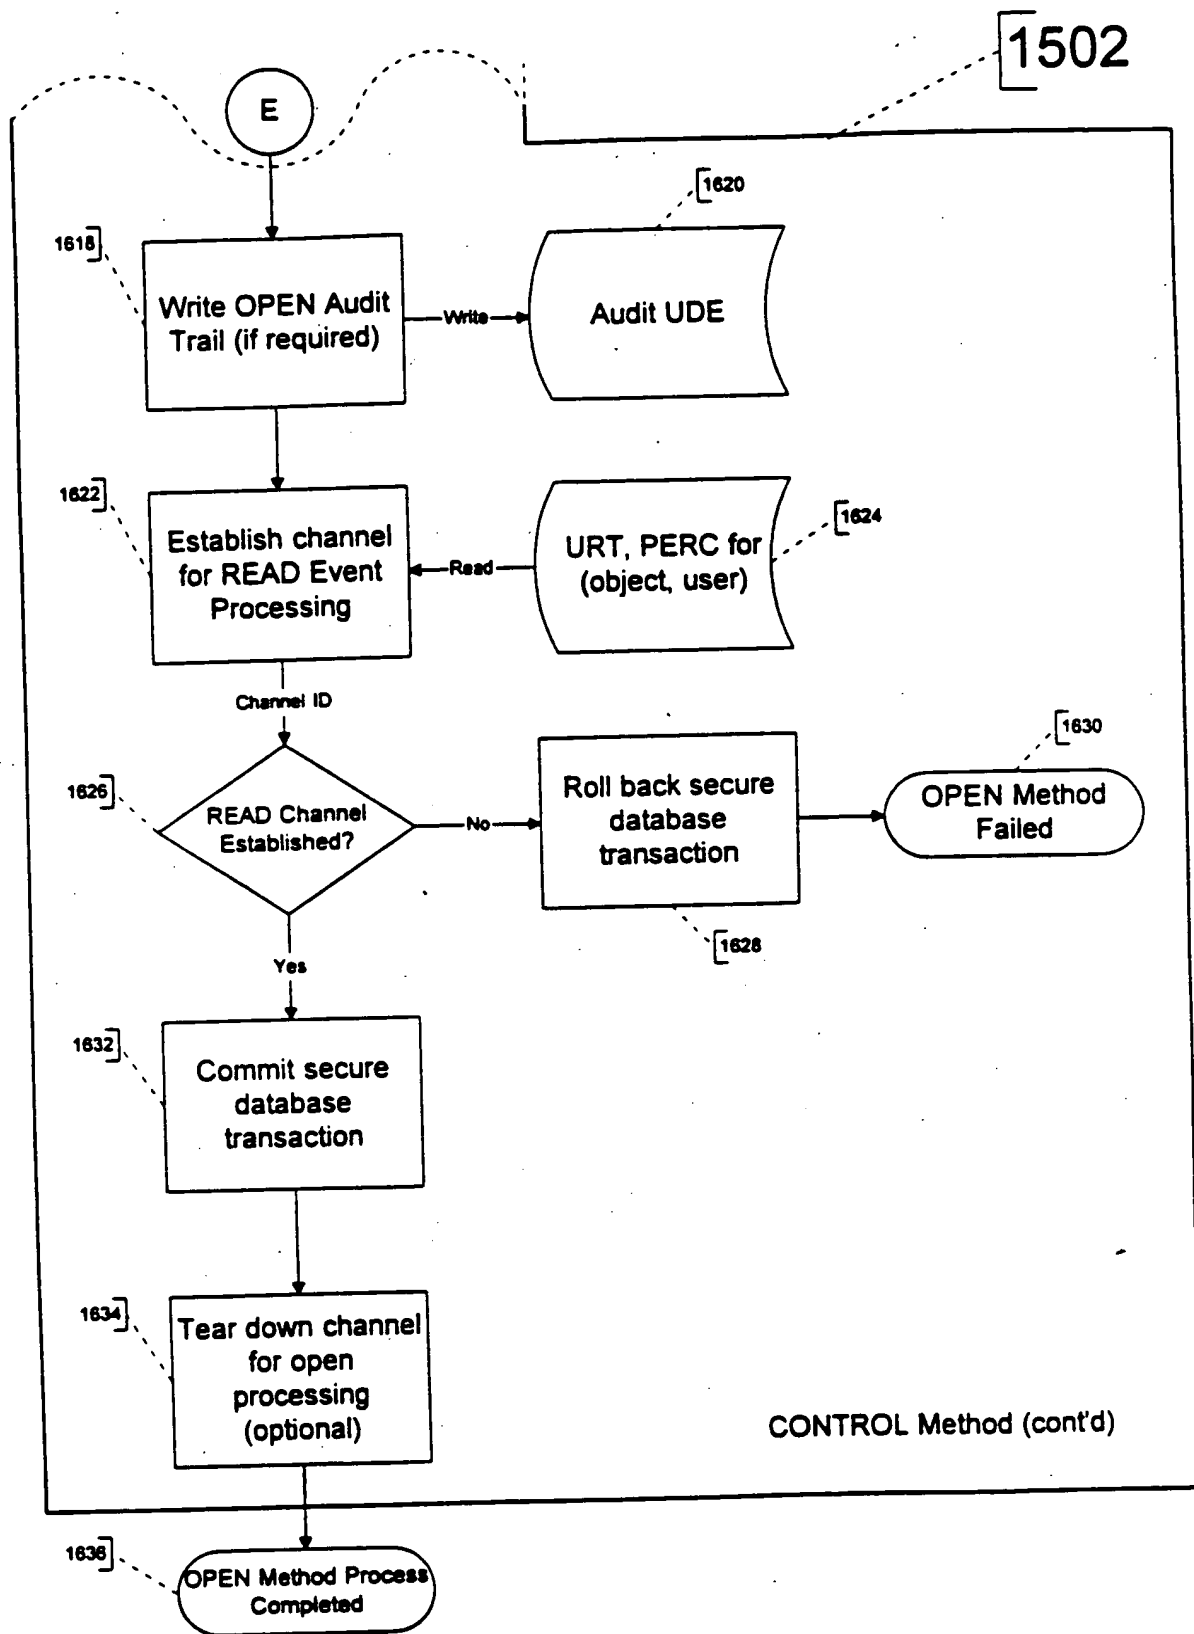 1502
E
1620
1618
Write OPEN Audit
Trail (if required)
Write
Audit UDE
1622
Establish channel
for READ Event
Processing
Read
URT, PERC for
(object, user)
1624
Channel ID
1626
READ Channel
Established?
No
Roll back secure
database
transaction
1630
OPEN Method
Failed
1628
Yes
1632
Commit secure
database
transaction
1634
Tear down channel
for open
processing
(optional)
CONTROL Method (cont'd)
1636
OPEN Method Process
Completed